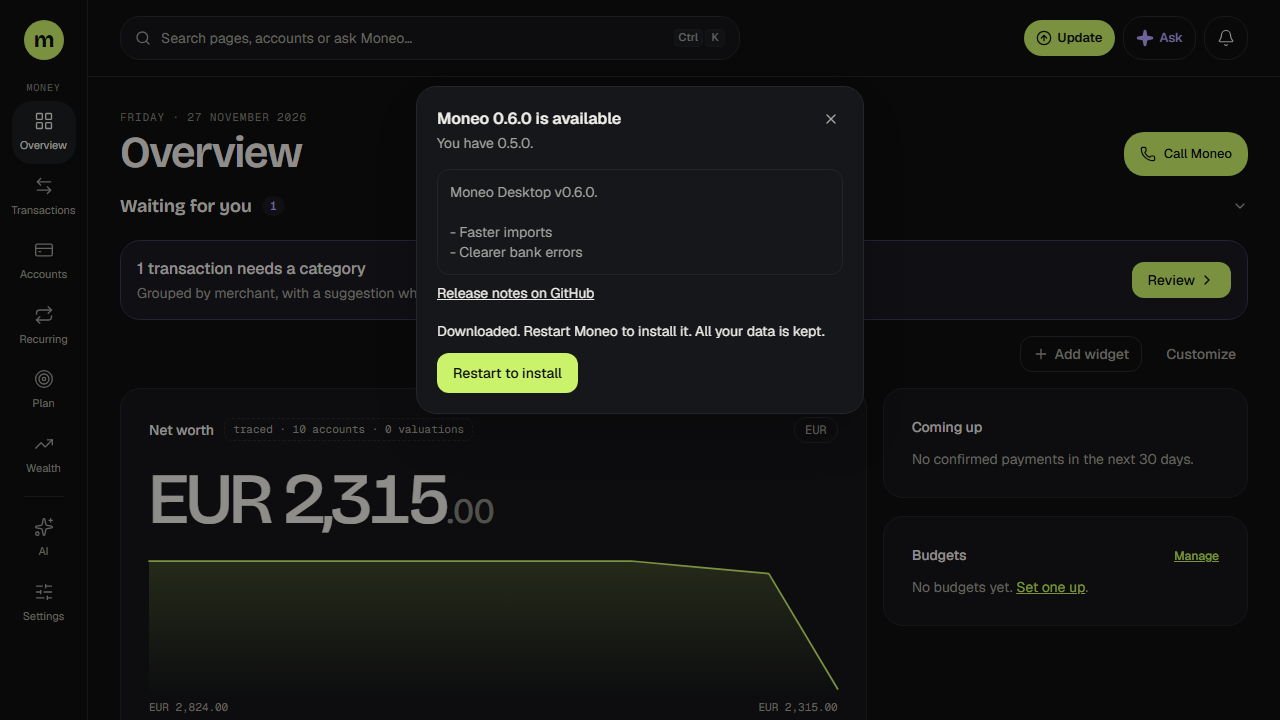 m
Search pages, accounts or ask Moneo...
Ctrl K
Update
Ask
MONEY
Overview
Transactions
Accounts
Recurring
Plan
Wealth
AI
Settings
FRIDAY · 27 NOVEMBER 2026
Overview
Call Moneo
Waiting for you 1
1 transaction needs a category
Grouped by merchant, with a suggestion
Review
Moneo 0.6.0 is available
You have 0.5.0.
Moneo Desktop v0.6.0.
- Faster imports
- Clearer bank errors
Release notes on GitHub
Downloaded. Restart Moneo to install it. All your data is kept.
Restart to install
Add widget
Customize
Net worth
traced · 10 accounts · 0 valuations
EUR
EUR 2,315.00
EUR 2,824.00
EUR 2,315.00
Coming up
No confirmed payments in the next 30 days.
Budgets
Manage
No budgets yet. Set one up.